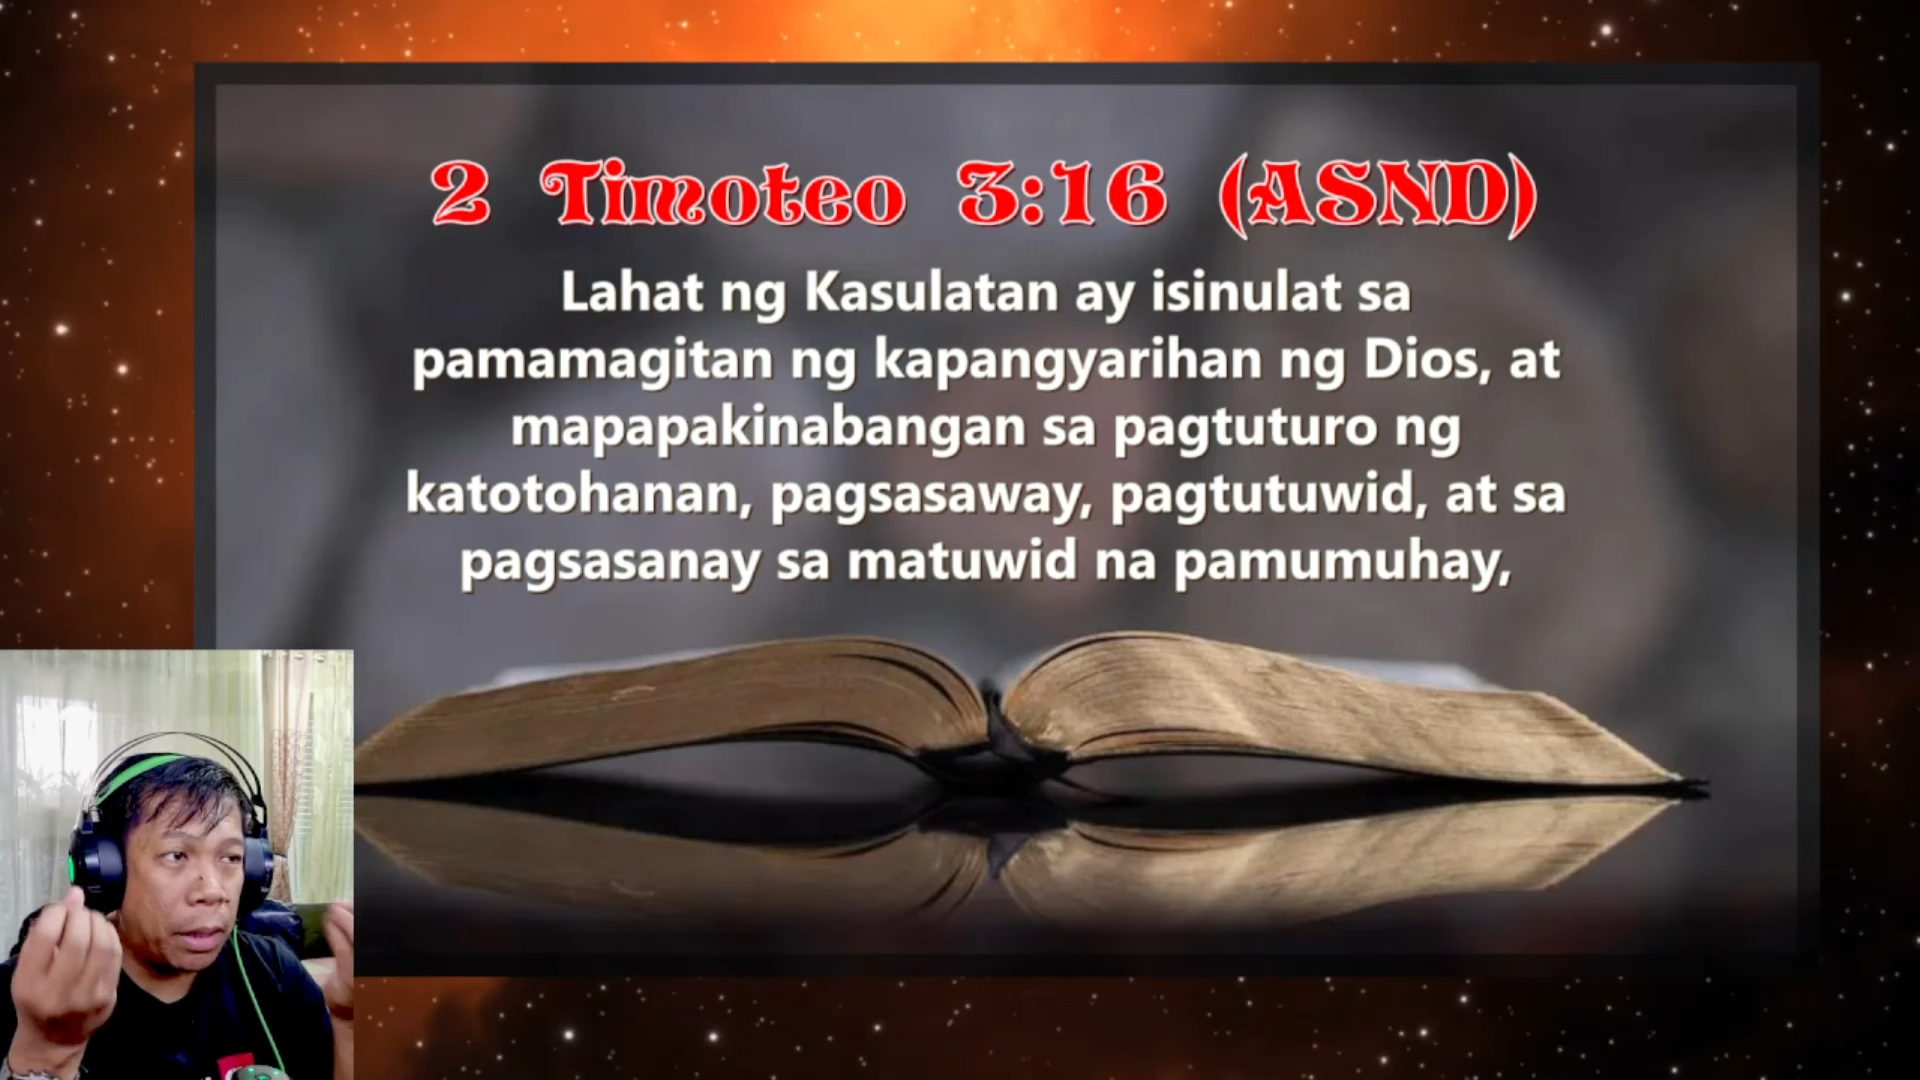 2 Timoteo 3:16 (ASND)
Lahat ng Kasulatan ay isinulat sa
pamamagitan ng kapangyarihan ng Dios, at
mapapakinabangan sa pagtuturo ng
katotohanan, pagsasaway, pagtutuwid, at sa
pagsasanay sa matuwid na pamumuhay,